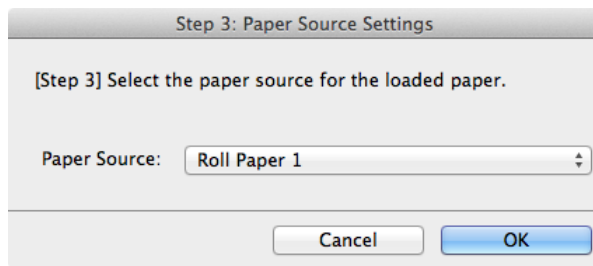 Step 3: Paper Source Settings
[Step 3] Select the paper source for the loaded paper.
Paper Source: Roll Paper 1
Cancel OK